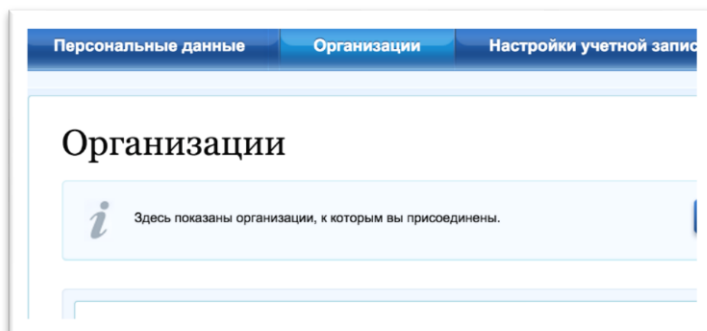 Персональные данные Организации Настройки учетной запис
Организации
Здесь показаны организации, к которым вы присоединены.